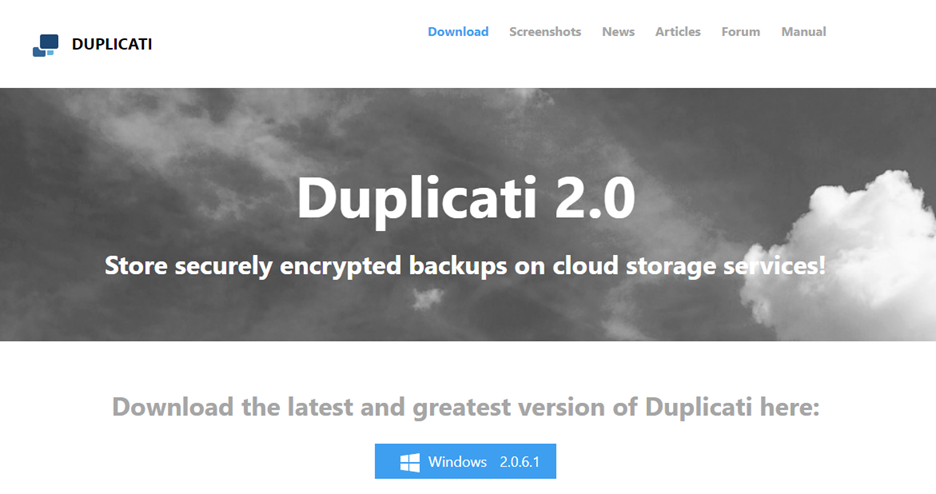 DUPLICATI
Download Screenshots News Articles Forum Manual
Duplicati 2.0
Store securely encrypted backups on cloud storage services!
Download the latest and greatest version of Duplicati here:
Windows 2.0.6.1